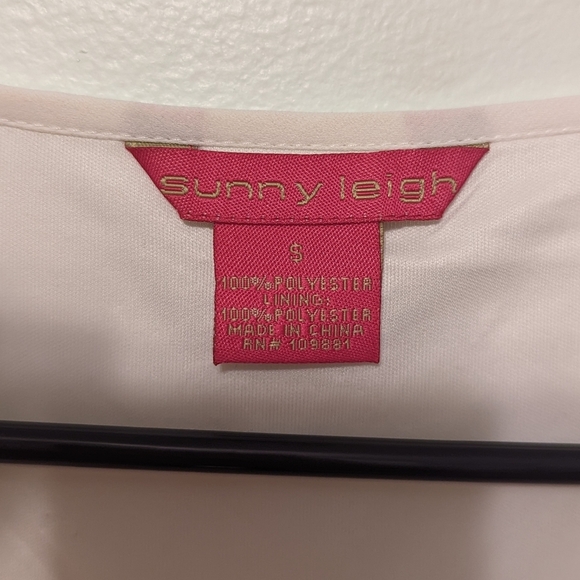 sunny leigh
S
100% POLYESTER
LINING:
100% POLYESTER
MADE IN CHINA
RN# 109881